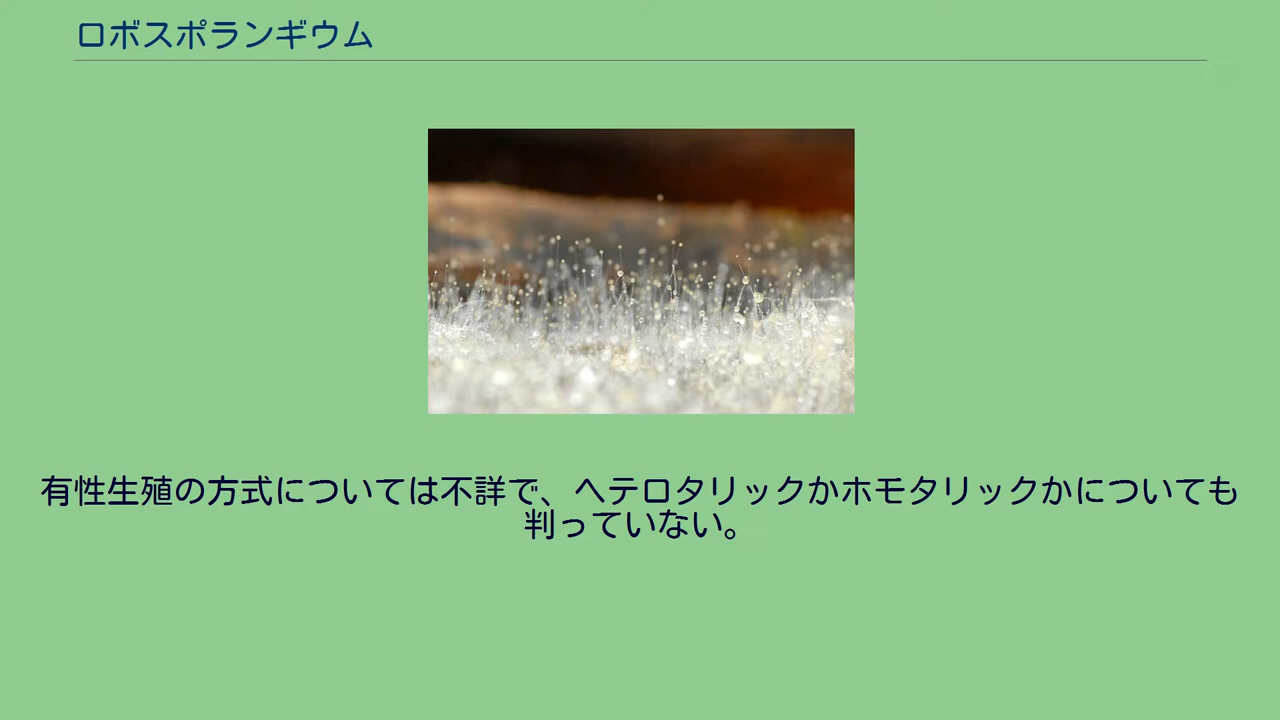 ロボスポランギウム
有性生殖の方式については不詳で、ヘテロタリックかホモタリックかについても
判っていない。